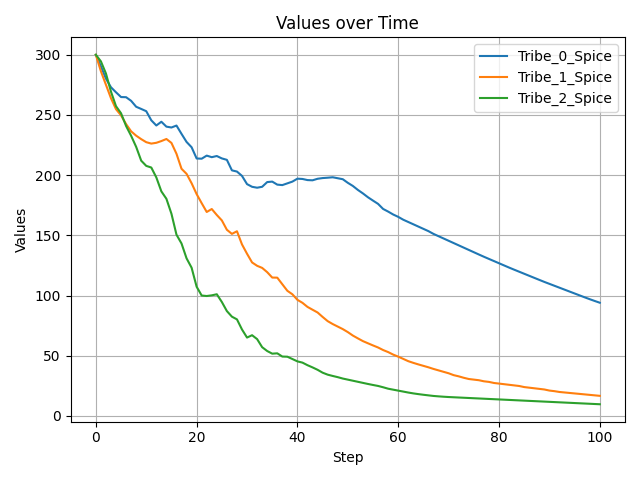 Values over Time
Tribe_0_Spice
Tribe_1_Spice
Tribe_2_Spice
Values
300
250
200
150
100
50
0
0 20 40 60 80 100
Step